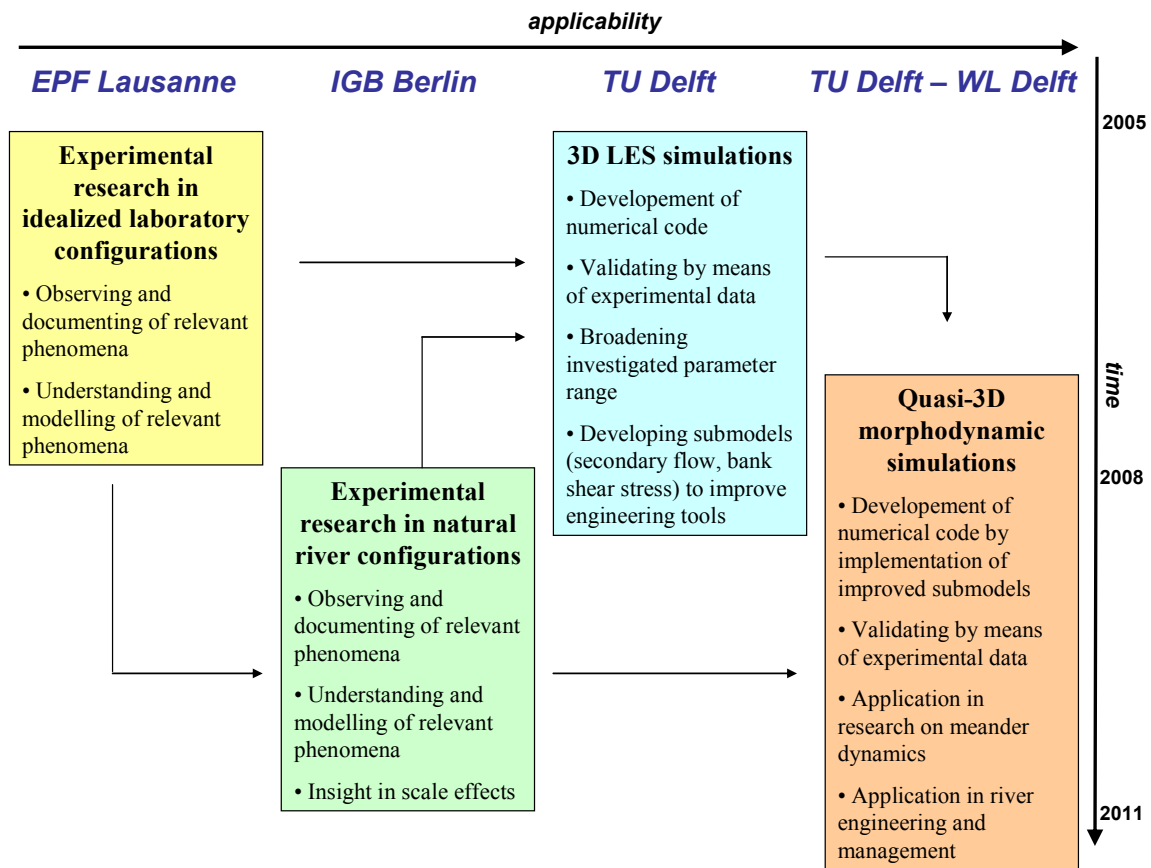 applicability
EPF Lausanne
IGB Berlin
TU Delft
TU Delft – WL Delft
2005
Experimental
research in
idealized laboratory
configurations
• Observing and
documenting of relevant
phenomena
• Understanding and
modelling of relevant
phenomena
3D LES simulations
• Developement of
numerical code
• Validating by means
of experimental data
• Broadening
investigated parameter
range
• Developing submodels
(secondary flow, bank
shear stress) to improve
engineering tools
time
Experimental
research in natural
river configurations
• Observing and
documenting of relevant
phenomena
• Understanding and
modelling of relevant
phenomena
• Insight in scale effects
Quasi-3D
morphodynamic
simulations
• Developement of
numerical code by
implementation of
improved submodels
• Validating by means
of experimental data
• Application in
research on meander
dynamics
• Application in river
engineering and
management
2008
2011